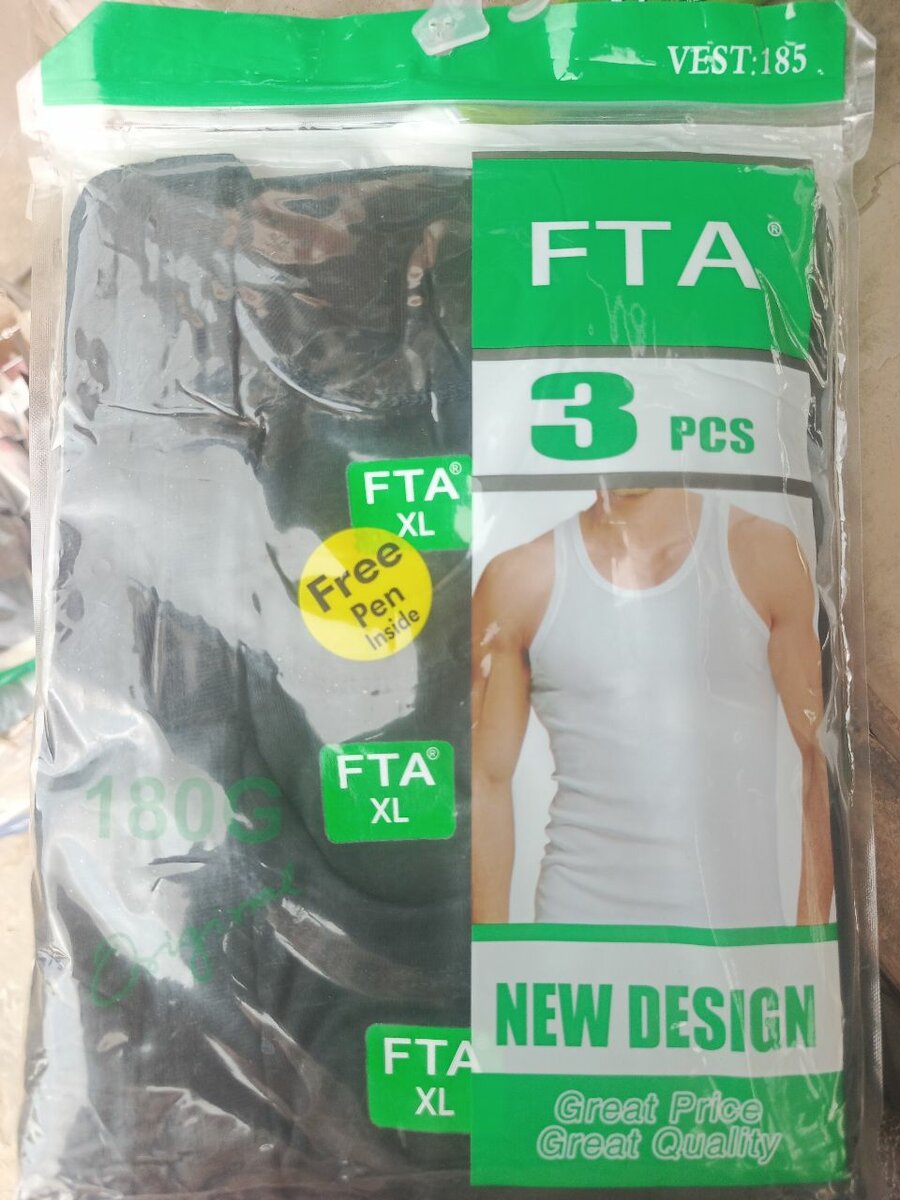 VEST:185
FTA®
3 PCS
FTA®
XL
Free
Pen
Inside
FTA®
XL
180G
Original
FTA
XL
NEW DESIGN
Great Price
Great Quality